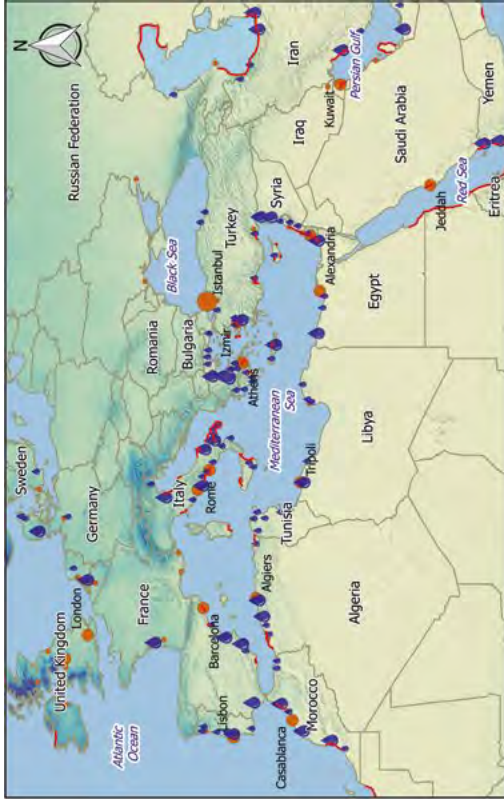 N
Sweden
Russian Federation
United Kingdom
London
Germany
Atlantic
Ocean
France
Romania
Black Sea
Bulgaria
Italy
Istanbul
Rome
Barcelona
Izmir
Turkey
Lisbon
Athens
Syria
Iraq
Iran
Mediterranean
Sea
Kuwait
Persian Gulf
Algiers
Tunisia
Tripoli
Alexandria
Casablanca
Morocco
Algeria
Libya
Egypt
Saudi Arabia
Jeddah
Red Sea
Eritrea
Yemen